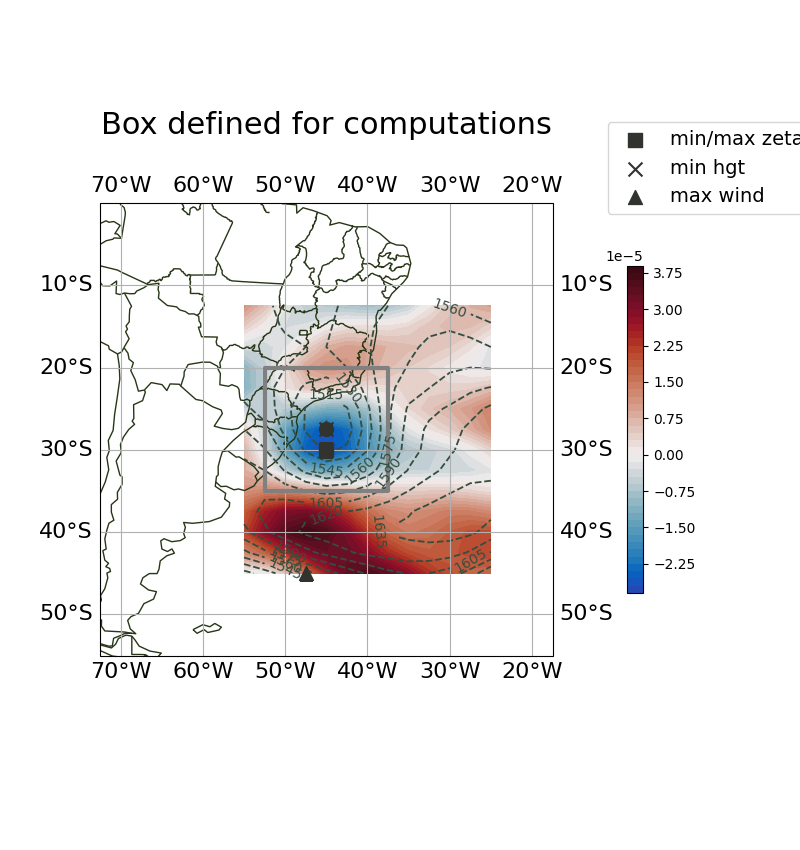 Box defined for computations
min/max zeta
min hgt
max wind
70°W 60°W 50°W 40°W 30°W 20°W
1e−5
10°S 10°S
20°S 20°S
30°S 30°S
40°S 40°S
50°S 50°S
1560
1515
1545
1560
1575
1590
1605
1635
1605
1545
3.75
3.00
2.25
1.50
0.75
0.00
−0.75
−1.50
−2.25
70°W 60°W 50°W 40°W 30°W 20°W